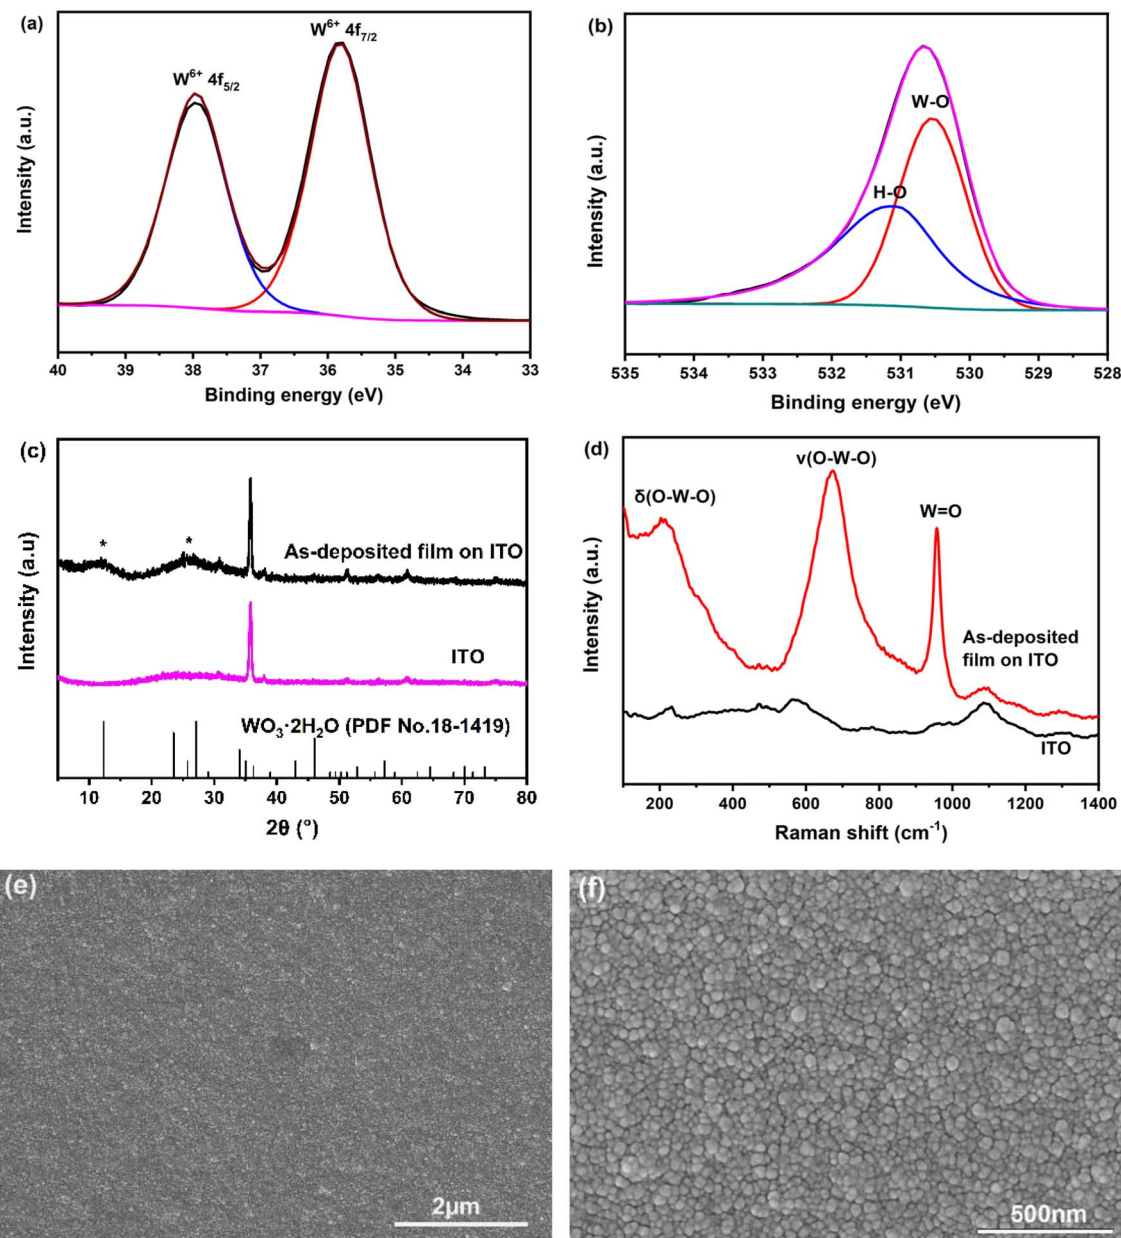 (a)
W⁶⁺ 4f₇/₂
W⁶⁺ 4f₅/₂
Intensity (a.u.)
40 39 38 37 36 35 34 33
Binding energy (eV)
(b)
W-O
H-O
Intensity (a.u.)
535 534 533 532 531 530 529 528
Binding energy (eV)
(c)
* *
As-deposited film on ITO
ITO
WO₃·2H₂O (PDF No.18-1419)
Intensity (a.u)
10 20 30 40 50 60 70 80
2θ (°)
(d)
ν(O-W-O)
δ(O-W-O)
W=O
As-deposited
film on ITO
ITO
Intensity (a.u.)
200 400 600 800 1000 1200 1400
Raman shift (cm⁻¹)
(e)
2μm
(f)
500nm